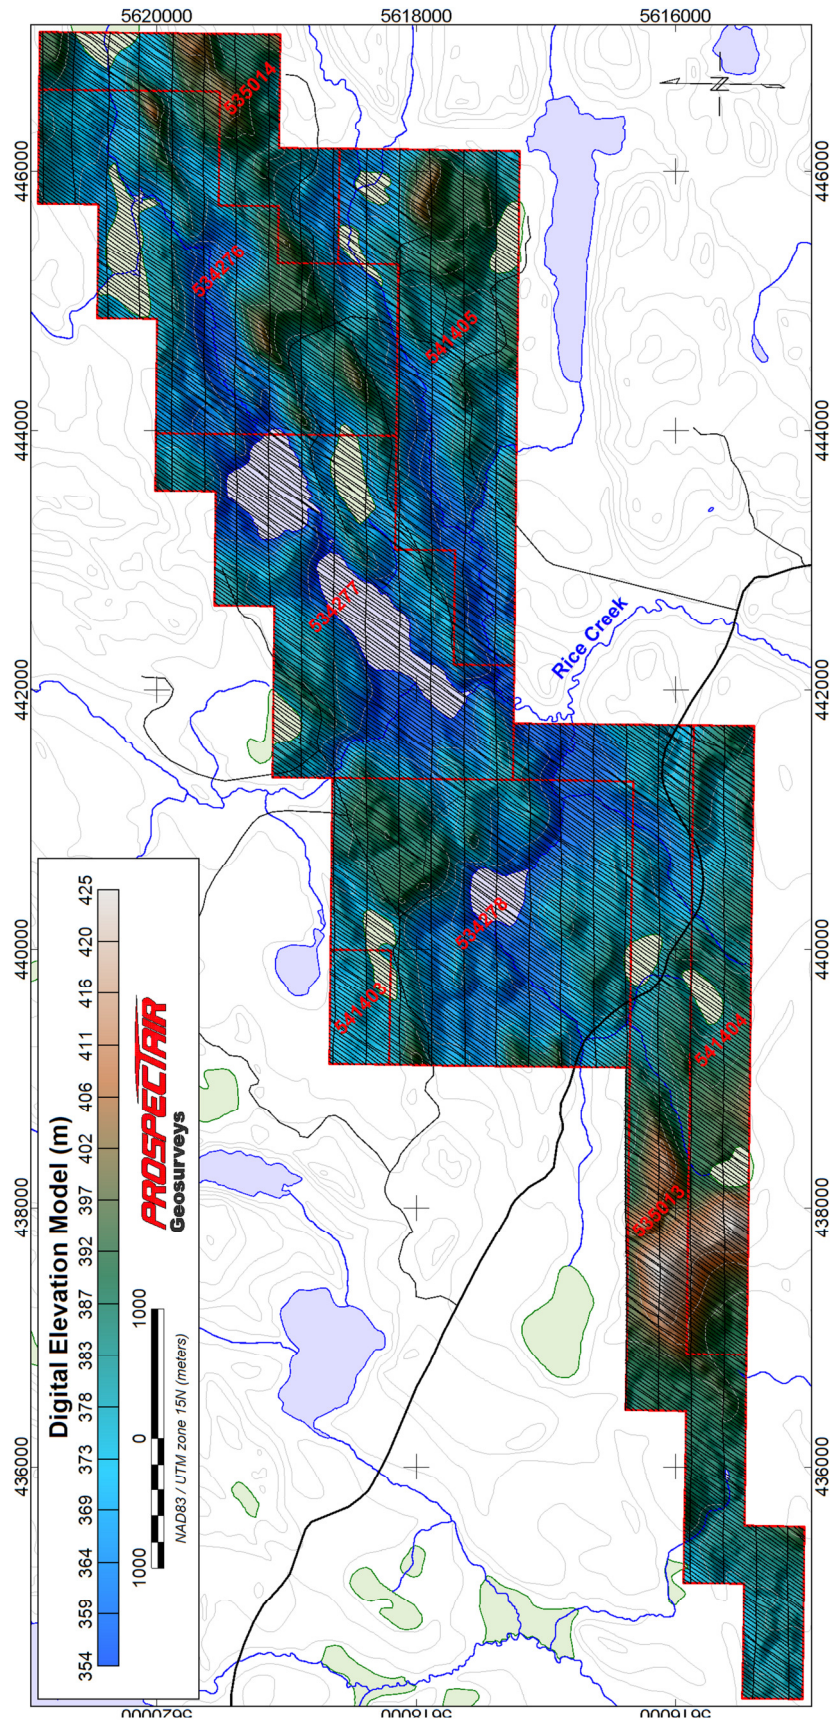 5620000 5618000 5616000
446000 446000
444000 444000
442000 442000
440000 440000
438000 438000
436000 436000
5620000 5618000 5616000
N
535014
534276
541405
534277
Rice Creek
534278
541403
541404
535013
Digital Elevation Model (m)
354 359 364 369 373 378 383 387 392 397 402 406 411 416 420 425
PROSPECTAIR
Geosurveys
1000 0 1000
NAD83 / UTM zone 15N (meters)